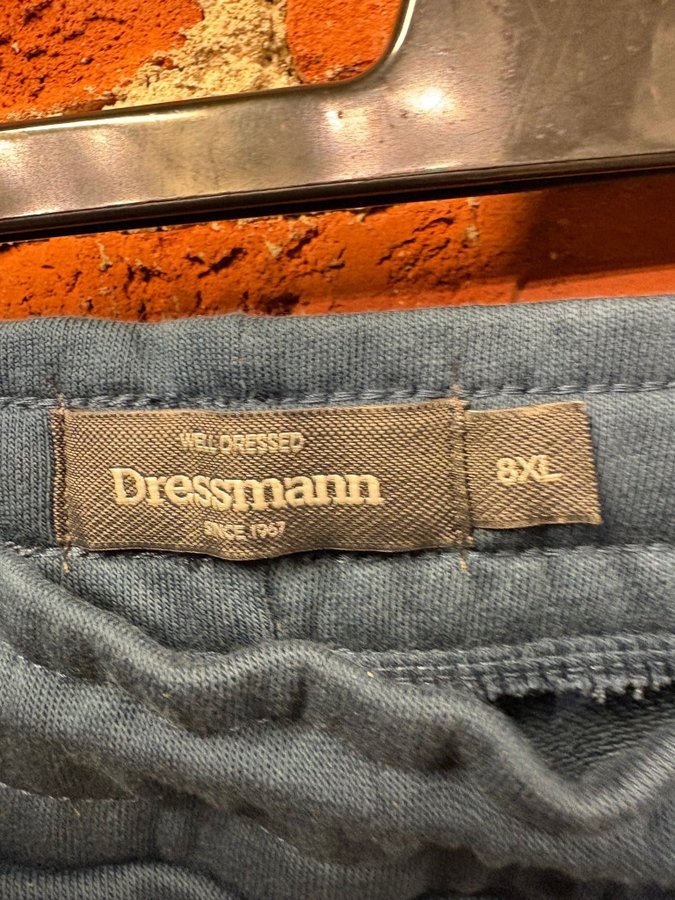 WELL DRESSED
Dressmann
SINCE 1967
8XL